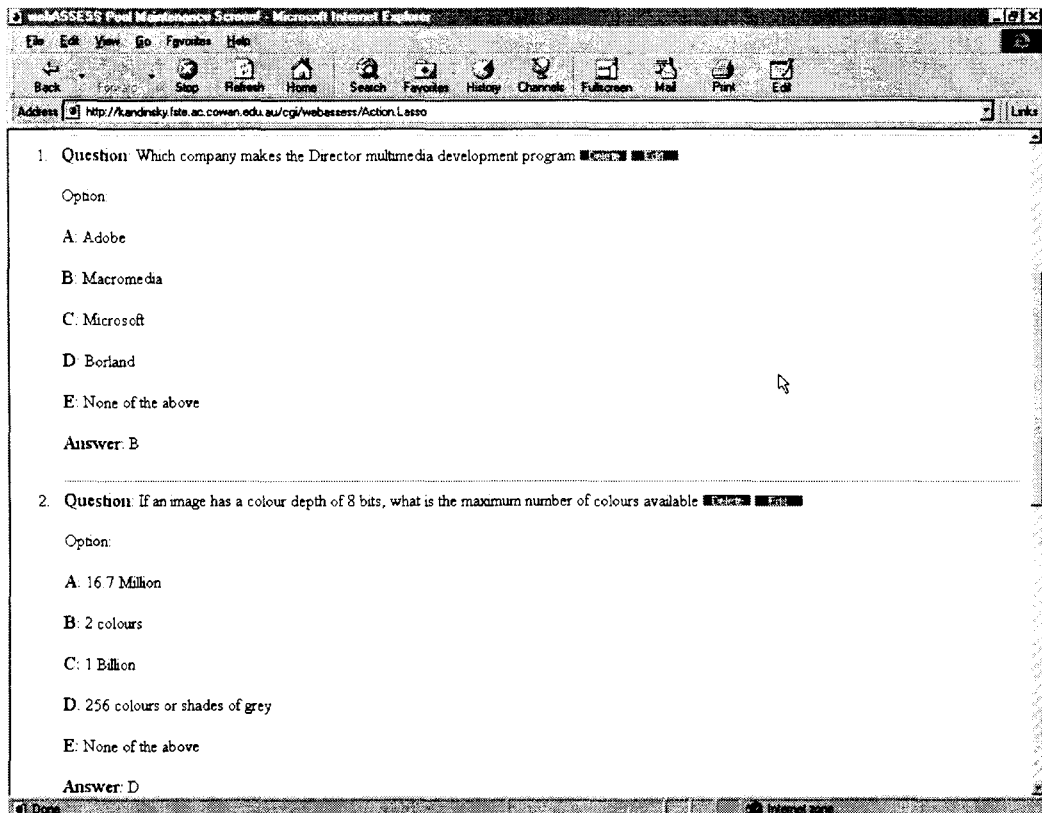 webASSESS Pool Maintenance Screen - Microsoft Internet Explorer
File Edit View Go Favorites Help
Back Forward Stop Refresh Home Search Favorites History Channels Fullscreen Mail Print Edit
Address http://kandinsky.fste.ac.cowan.edu.au/cgi/webassess/Action.Lasso Links
1. Question: Which company makes the Director multimedia development program Delete Edit
Option:
A: Adobe
B: Macromedia
C: Microsoft
D: Borland
E: None of the above
Answer: B
2. Question: If an image has a colour depth of 8 bits, what is the maximum number of colours available Delete Edit
Option:
A: 16.7 Million
B: 2 colours
C: 1 Billion
D: 256 colours or shades of grey
E: None of the above
Answer: D
Done Internet zone